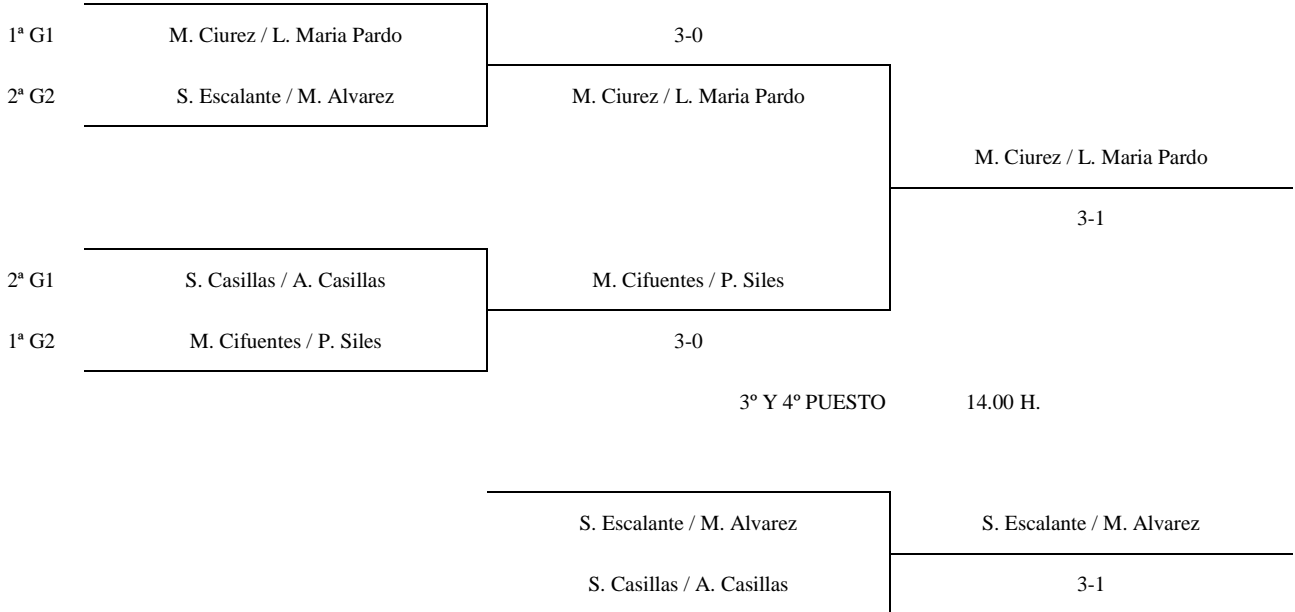 1ª G1 M. Ciurez / L. Maria Pardo 3-0
2ª G2 S. Escalante / M. Alvarez M. Ciurez / L. Maria Pardo
M. Ciurez / L. Maria Pardo
3-1
2ª G1 S. Casillas / A. Casillas M. Cifuentes / P. Siles
1ª G2 M. Cifuentes / P. Siles 3-0
3º Y 4º PUESTO 14.00 H.
S. Escalante / M. Alvarez S. Escalante / M. Alvarez
S. Casillas / A. Casillas 3-1